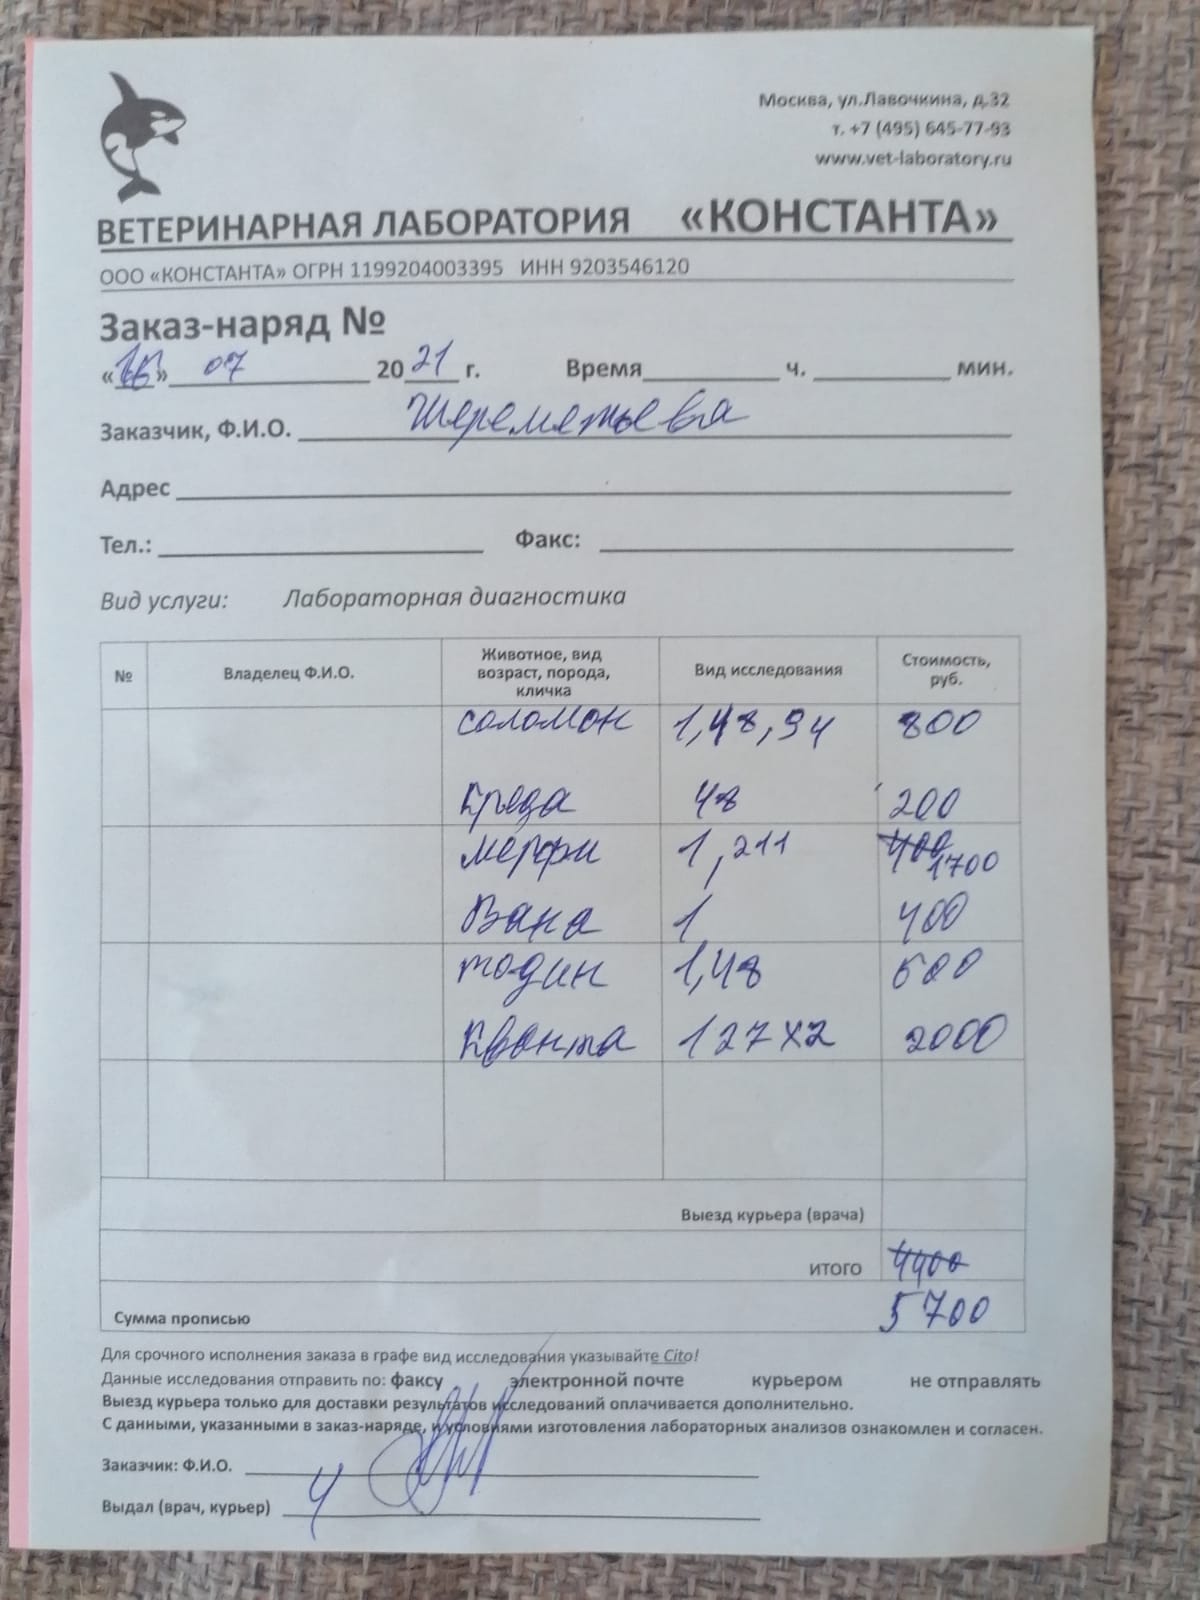 Москва, ул.Лавочкина, д.32
т. +7 (495) 645-77-93
www.vet-laboratory.ru
ВЕТЕРИНАРНАЯ ЛАБОРАТОРИЯ «КОНСТАНТА»
ООО «КОНСТАНТА» ОГРН 1199204003395 ИНН 9203546120
Заказ-наряд №
«16» 07 2021 г. Время ч. мин.
Заказчик, Ф.И.О. Шереметьева
Адрес
Тел.: Факс:
Вид услуги: Лабораторная диагностика
№ Владелец Ф.И.О. Животное, вид возраст, порода, кличка Вид исследования Стоимость, руб.
Соломон 1,48,94 800
Креда 48 200
Мерфи 1,211 400 1700
Вана 1 400
Тодин 1,48 600
Кванта 127х2 2000
Выезд курьера (врача)
ИТОГО 4400
Сумма прописью 5700
Для срочного исполнения заказа в графе вид исследования указывайте Cito!
Данные исследования отправить по: факсу электронной почте курьером не отправлять
Выезд курьера только для доставки результатов исследований оплачивается дополнительно.
С данными, указанными в заказ-наряде, и условиями изготовления лабораторных анализов ознакомлен и согласен.
Заказчик: Ф.И.О.
Выдал (врач, курьер)